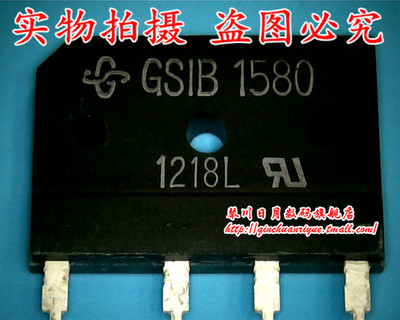 实物拍摄 盗图必究
GSIB 1580
1218L
琴川日月数码旗舰店
http://qinchuanriyue.tmall.com/